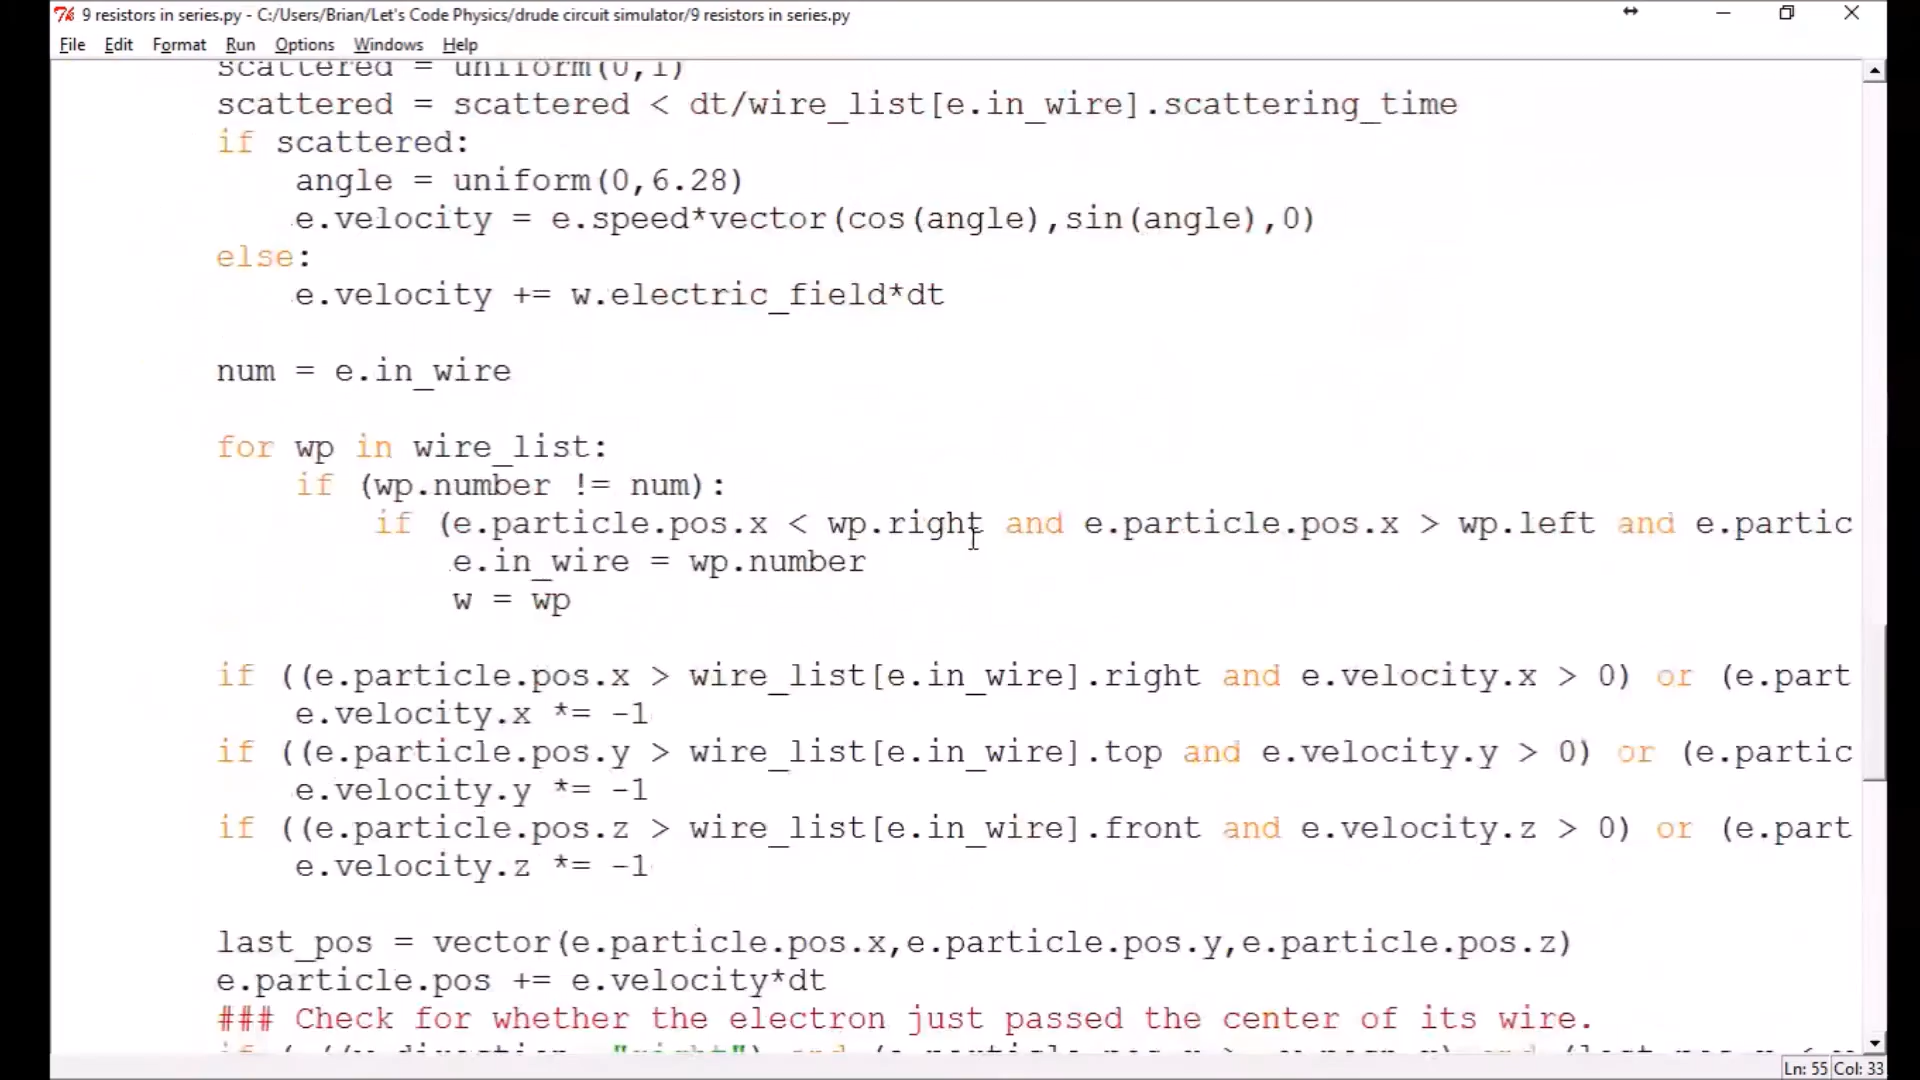 9 resistors in series.py - C:/Users/Brian/Let's Code Physics/drude circuit simulator/9 resistors in series.py
File Edit Format Run Options Windows Help
scattered = uniform(0,1)
scattered = scattered < dt/wire_list[e.in_wire].scattering_time
if scattered:
angle = uniform(0,6.28)
e.velocity = e.speed*vector(cos(angle),sin(angle),0)
else:
e.velocity += w.electric_field*dt
num = e.in_wire
for wp in wire_list:
if (wp.number != num):
if (e.particle.pos.x < wp.right and e.particle.pos.x > wp.left and e.partic
e.in_wire = wp.number
w = wp
if ((e.particle.pos.x > wire_list[e.in_wire].right and e.velocity.x > 0) or (e.part
e.velocity.x *= -1
if ((e.particle.pos.y > wire_list[e.in_wire].top and e.velocity.y > 0) or (e.partic
e.velocity.y *= -1
if ((e.particle.pos.z > wire_list[e.in_wire].front and e.velocity.z > 0) or (e.part
e.velocity.z *= -1
last_pos = vector(e.particle.pos.x,e.particle.pos.y,e.particle.pos.z)
e.particle.pos += e.velocity*dt
### Check for whether the electron just passed the center of its wire.
Ln: 55 Col: 33